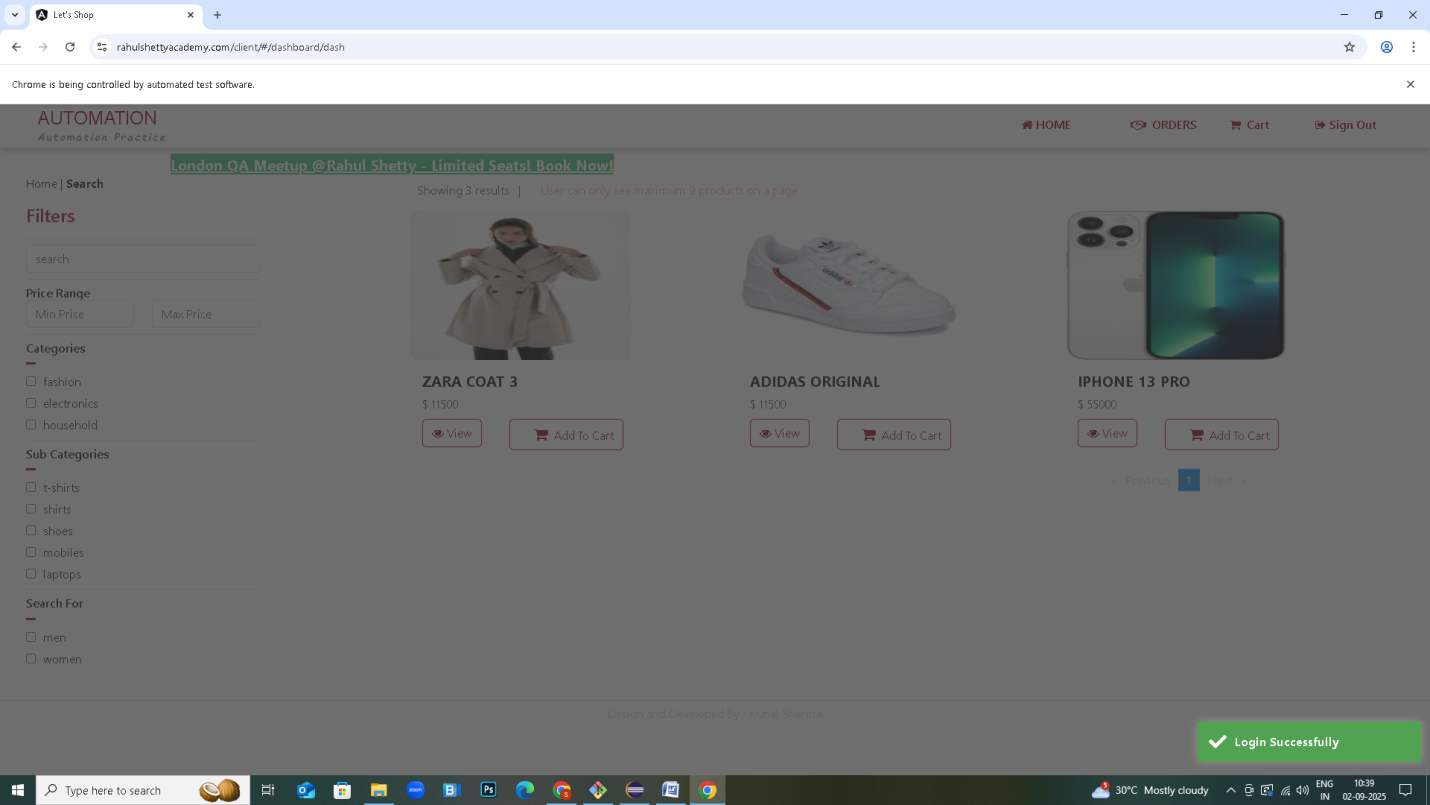 Let's Shop
rahulshettyacademy.com/client/#/dashboard/dash
Chrome is being controlled by automated test software.
AUTOMATION
Automation Practice
HOME
ORDERS
Cart
Sign Out
London QA Meetup @Rahul Shetty - Limited Seats! Book Now!
Home | Search
Showing 3 results |
User can only see maximum 9 products on a page
Filters
search
Price Range
Min Price
Max Price
Categories
fashion
electronics
household
Sub Categories
t-shirts
shirts
shoes
mobiles
laptops
Search For
men
women
ZARA COAT 3
$ 11500
View
Add To Cart
ADIDAS ORIGINAL
$ 11500
View
Add To Cart
IPHONE 13 PRO
$ 55000
View
Add To Cart
← Previous 1 Next →
Design and Developed By - Kunal Sharma
Login Successfully
Type here to search
zoom
Ps
30°C Mostly cloudy
ENG
IN
10:39
02-09-2025